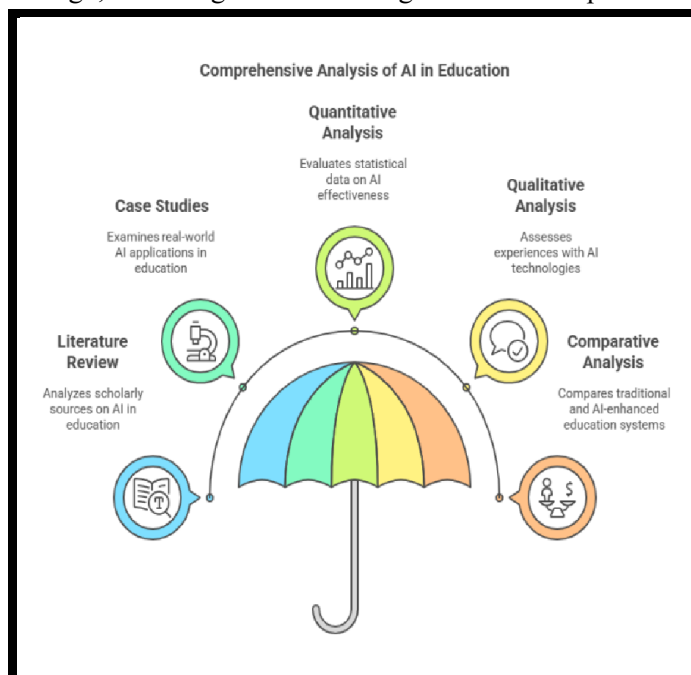 Comprehensive Analysis of AI in Education
Quantitative
Analysis
Evaluates statistical
data on AI
effectiveness
Case Studies
Examines real-world
AI applications in
education
Qualitative
Analysis
Assesses
experiences with AI
technologies
Literature
Review
Analyzes scholarly
sources on AI in
education
Comparative
Analysis
Compares traditional
and AI-enhanced
education systems
T
$